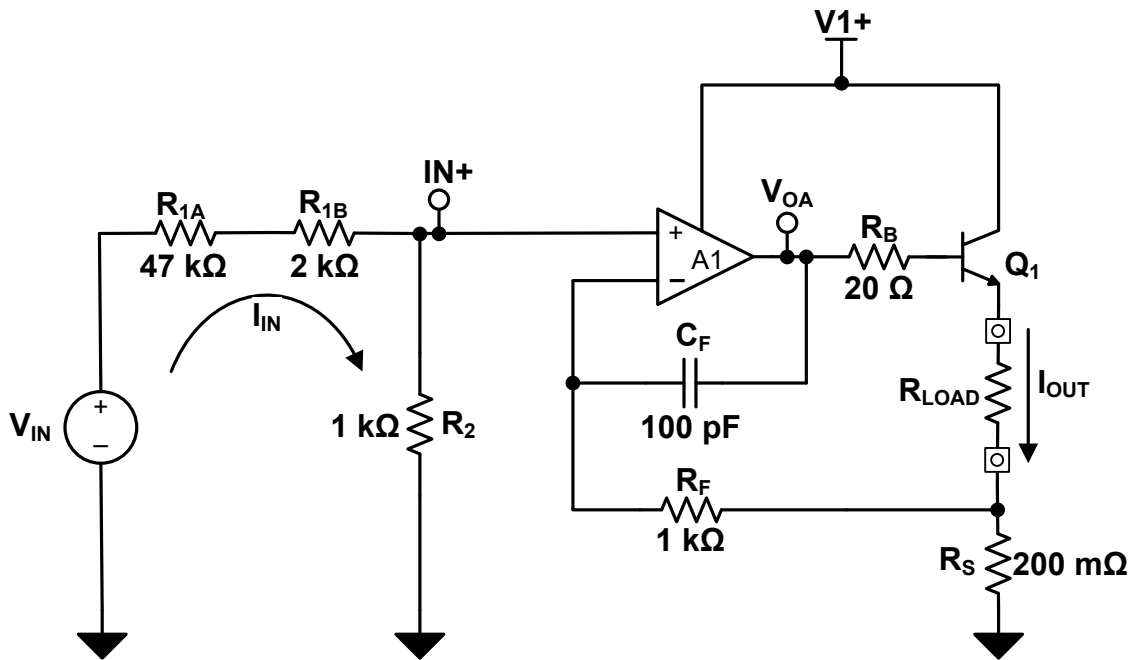 V1+
IN+
R1A
R1B
VOA
RB
+
A1
−
47 kΩ
2 kΩ
20 Ω
Q1
IIN
CF
RLOAD
IOUT
VIN
+
−
1 kΩ
R2
100 pF
RF
1 kΩ
RS
200 mΩ